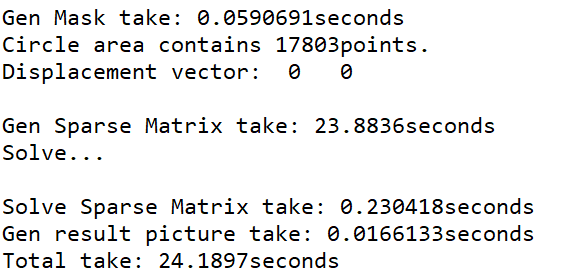 Gen Mask take: 0.0590691seconds
Circle area contains 17803points.
Displacement vector:  0   0
Gen Sparse Matrix take: 23.8836seconds
Solve...
Solve Sparse Matrix take: 0.230418seconds
Gen result picture take: 0.0166133seconds
Total take: 24.1897seconds